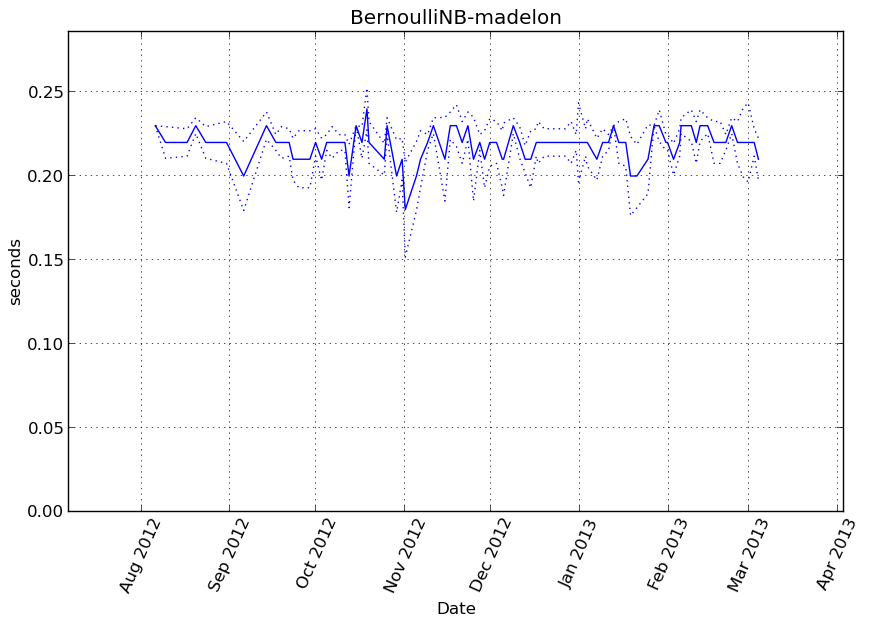 BernoulliNB-madelon
0.25
0.20
0.15
0.10
0.05
0.00
seconds
Aug 2012
Sep 2012
Oct 2012
Nov 2012
Dec 2012
Jan 2013
Feb 2013
Mar 2013
Apr 2013
Date